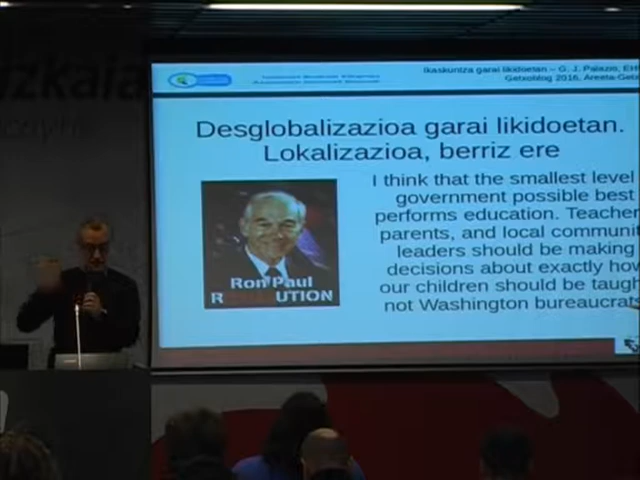 izkaia
Ikaskuntza garai likidoetan – G. J. Palazio, EH
Getxoblog 2016, Areeta-Get
Desglobalizazioa garai likidoetan.
Lokalizazioa, berriz ere
I think that the smallest level
government possible best
performs education. Teacher
parents, and local communit
leaders should be making
decisions about exactly how
our children should be taugh
not Washington bureaucrat
Ron Paul
R UTION